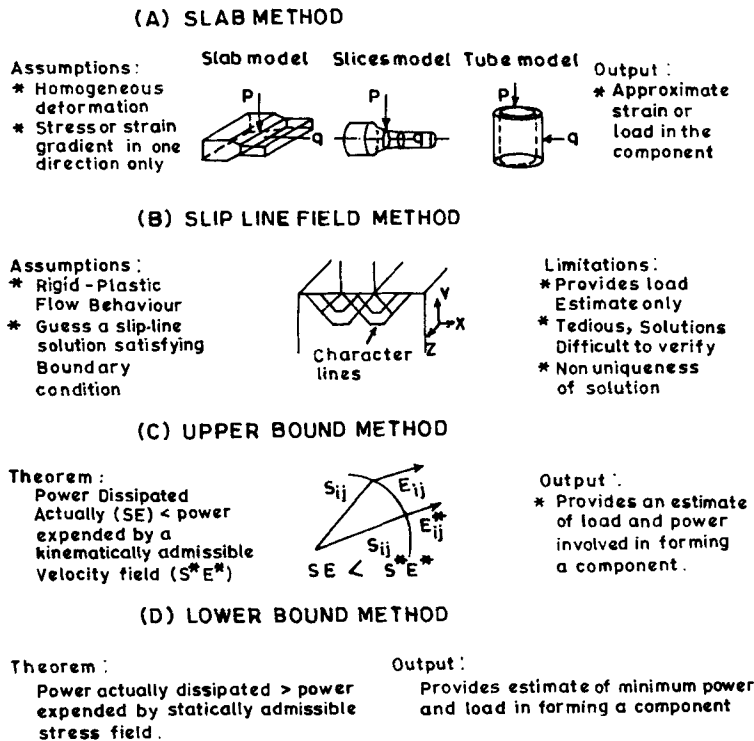 (A) SLAB METHOD
Assumptions:
* Homogeneous
deformation
* Stress or strain
gradient in one
direction only
Slab model Slices model Tube model
P
q
P
q
P
q
Output:
* Approximate
strain or
load in the
component
(B) SLIP LINE FIELD METHOD
Assumptions:
* Rigid-Plastic
Flow Behaviour
* Guess a slip-line
solution satisfying
Boundary
condition
Character
lines
Y
X
Z
Limitations:
* Provides load
Estimate only
* Tedious, Solutions
Difficult to verify
* Non uniqueness
of solution
(C) UPPER BOUND METHOD
Theorem:
Power Dissipated
Actually (SE) < power
expended by a
kinematically admissible
Velocity field (S*E*)
Sij
Eij
E*ij
Sij
SE < S*E*
Output:
* Provides an estimate
of load and power
involved in forming
a component.
(D) LOWER BOUND METHOD
Theorem:
Power actually dissipated > power
expended by statically admissible
stress field.
Output:
Provides estimate of minimum power
and load in forming a component